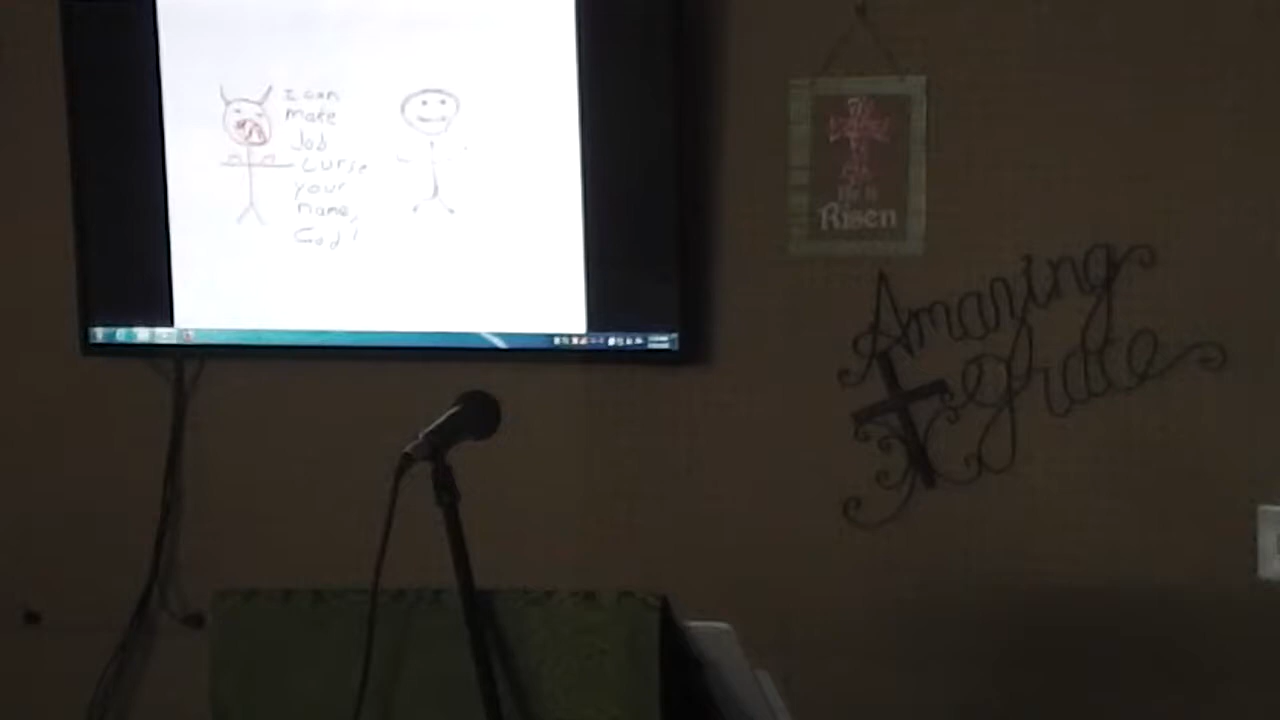 I can
make
Job
curse
your
name,
God!
He is
Risen
Amazing
Grace